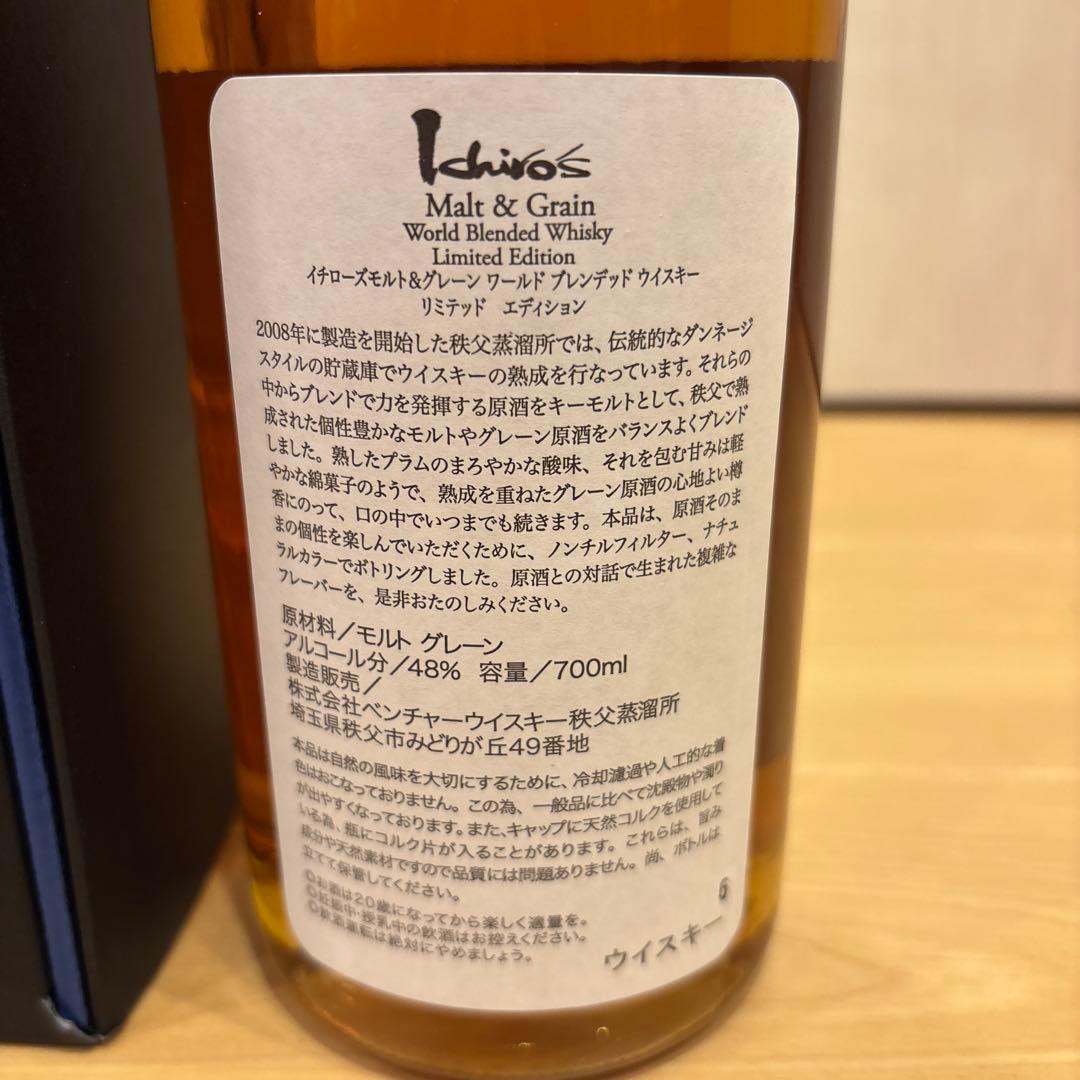 Ichiro's
Malt & Grain
World Blended Whisky
Limited Edition
イチローズモルト&グレーン ワールド ブレンデッド ウイスキー
リミテッド エディション
2008年に製造を開始した秩父蒸溜所では、伝統的なダンネージ
スタイルの貯蔵庫でウイスキーの熟成を行なっています。それらの
中からブレンドで力を発揮する原酒をキーモルトとして、秩父で熟
成された個性豊かなモルトやグレーン原酒をバランスよくブレンド
しました。熟したプラムのまろやかな酸味、それを包む甘みは軽
やかな綿菓子のようで、熟成を重ねたグレーン原酒の心地よい樽
香にのって、口の中でいつまでも続きます。本品は、原酒そのま
まの個性を楽しんでいただくために、ノンチルフィルター、ナチュ
ラルカラーでボトリングしました。原酒との対話で生まれた複雑な
フレーバーを、是非おたのしみください。
原材料/モルト グレーン
アルコール分/48% 容量/700ml
製造販売/
株式会社ベンチャーウイスキー秩父蒸溜所
埼玉県秩父市みどりが丘49番地
本品は自然の風味を大切にするために、冷却濾過や人工的な着
色はおこなっておりません。この為、一般品に比べて沈殿物や濁り
が出やすくなっております。また、キャップに天然コルクを使用して
いる為、瓶にコルク片が入ることがあります。これらは、旨み
成分や天然素材ですので品質には問題ありません。尚、ボトルは
立てて保管してください。
◎お酒は20歳になってから楽しく適量を。
◎妊娠中・授乳中の飲酒はお控えください。
◎飲酒運転は絶対にやめましょう。
6
ウイスキー